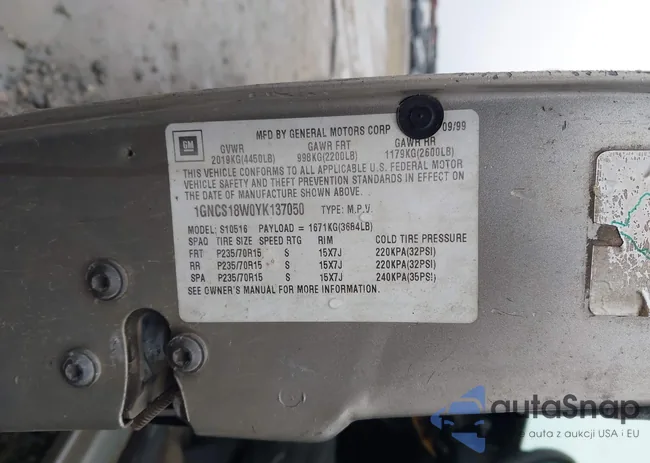 GM
MFD BY GENERAL MOTORS CORP 09/99
GVWR GAWR FRT GAWR RR
2018KG(4450LB) 998KG(2200LB) 1179KG(2600LB)
THIS VEHICLE CONFORMS TO ALL APPLICABLE U.S. FEDERAL MOTOR
VEHICLE SAFETY AND THEFT PREVENTION STANDARDS IN EFFECT ON
THE DATE OF MANUFACTURE SHOWN ABOVE.
1GNCS18W0YK137050 TYPE: M.P.V.
MODEL: S10516 PAYLOAD = 1671KG(3684LB)
SPAQ TIRE SIZE SPEED RTG RIM COLD TIRE PRESSURE
FRT P235/70R15 S 15X7J 220KPA(32PSI)
RR P235/70R15 S 15X7J 220KPA(32PSI)
SPA P235/70R15 S 15X7J 240KPA(35PSI)
SEE OWNER'S MANUAL FOR MORE INFORMATION.
autoSnap
auta z aukcji USA i EU